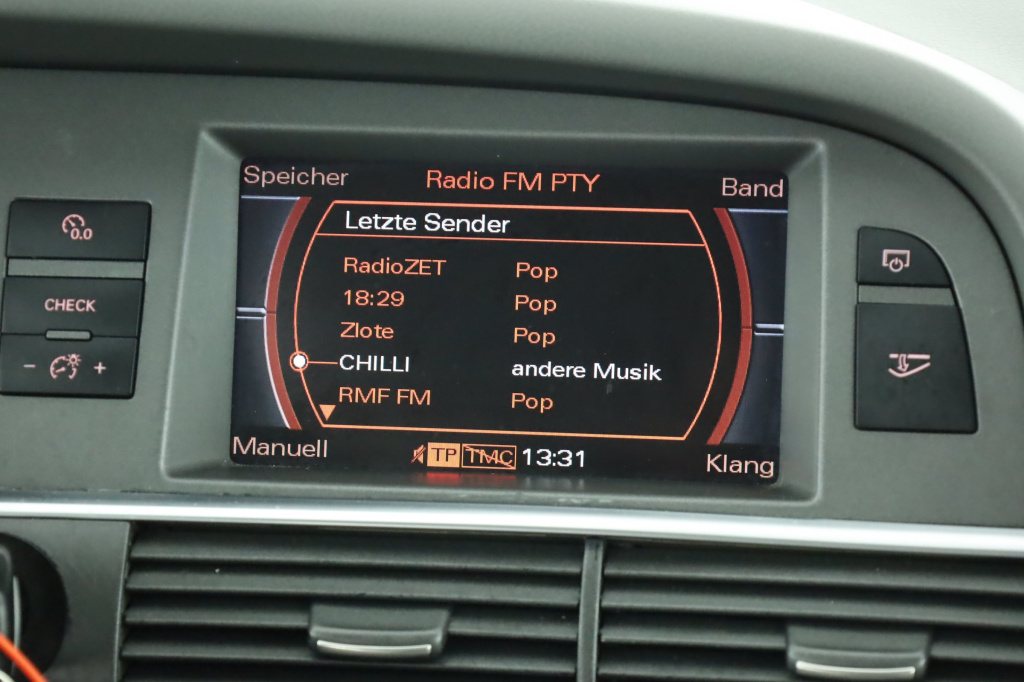 Speicher
Radio FM PTY
Band
Letzte Sender
RadioZET Pop
18:29 Pop
Zlote Pop
CHILLI andere Musik
RMF FM Pop
Manuell
TP TMC 13:31
Klang
0.0
CHECK
- +